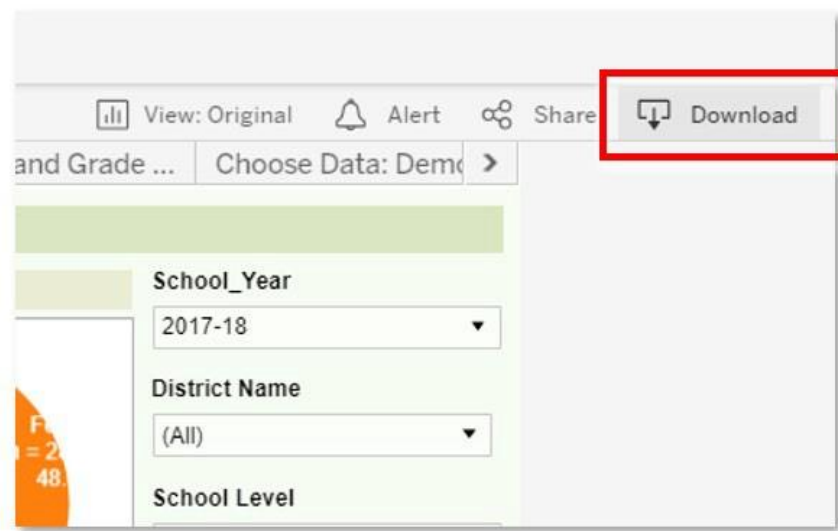 View: Original Alert Share Download
and Grade ... Choose Data: Dem
School_Year
2017-18
District Name
(All)
= 2
48.
School Level